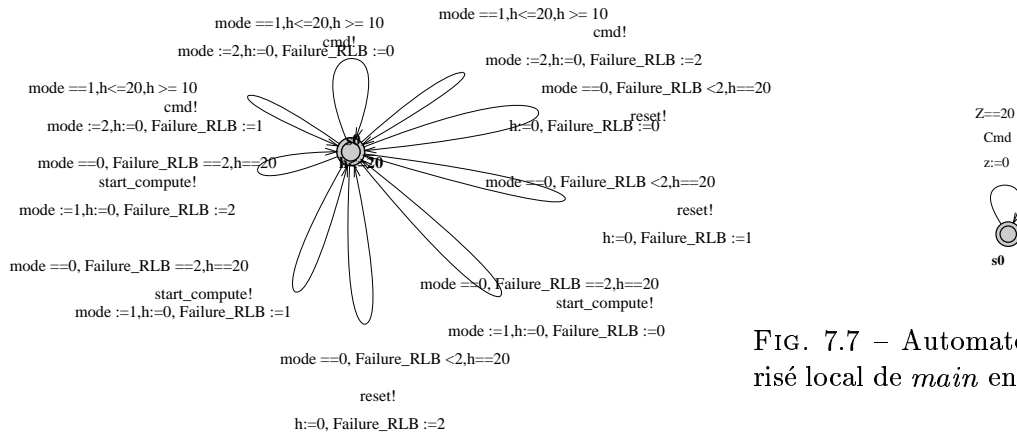 mode ==1,h<=20,h >= 10
cmd!
mode :=2,h:=0, Failure_RLB :=0
mode ==1,h<=20,h >= 10
cmd!
mode :=2,h:=0, Failure_RLB :=2
mode ==1,h<=20,h >= 10
cmd!
mode :=2,h:=0, Failure_RLB :=1
mode ==0, Failure_RLB <2,h==20
reset!
h:=0, Failure_RLB :=0
s0
mode ==0, Failure_RLB ==2,h==20
start_compute!
mode :=1,h:=0, Failure_RLB :=2
mode ==0, Failure_RLB <2,h==20
reset!
h:=0, Failure_RLB :=1
mode ==0, Failure_RLB ==2,h==20
start_compute!
mode :=1,h:=0, Failure_RLB :=1
mode ==0, Failure_RLB ==2,h==20
start_compute!
mode :=1,h:=0, Failure_RLB :=0
mode ==0, Failure_RLB <2,h==20
reset!
h:=0, Failure_RLB :=2
Z==20
Cmd
z:=0
s0
FIG. 7.7 – Automate
risé local de main en